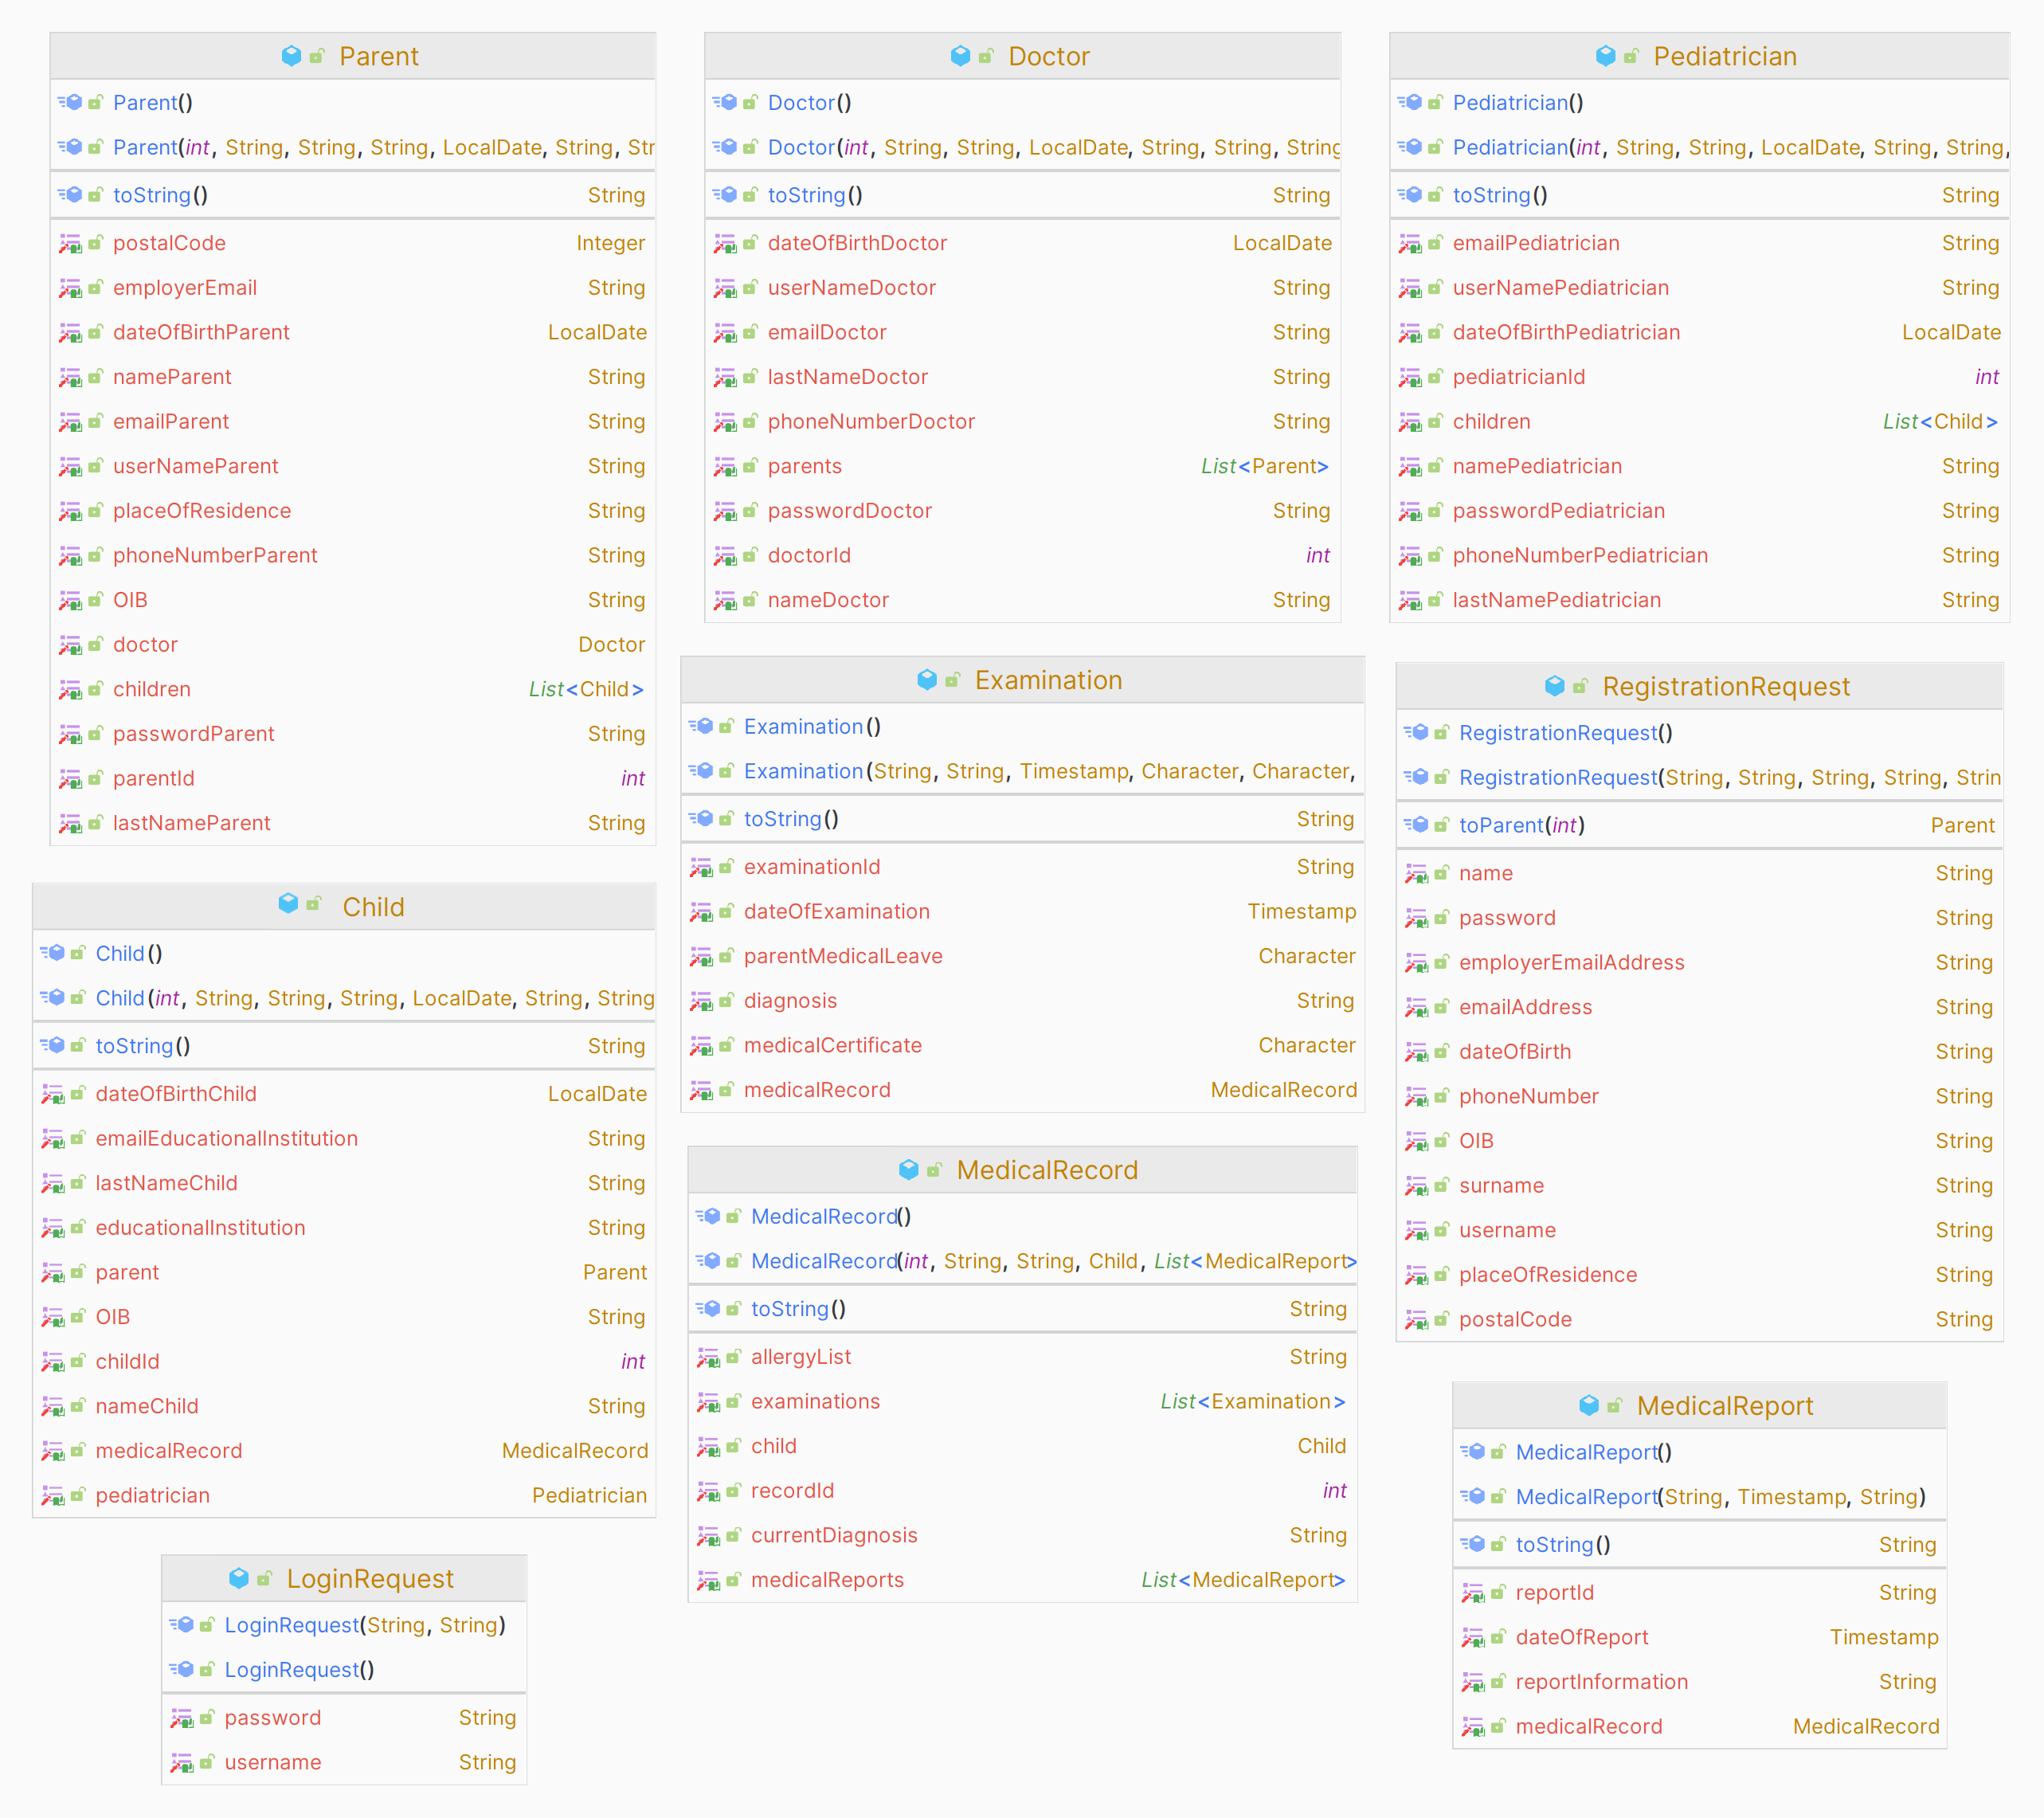 Parent
Parent()
Parent(int, String, String, String, LocalDate, String, Str
toString() String
postalCode Integer
employerEmail String
dateOfBirthParent LocalDate
nameParent String
emailParent String
userNameParent String
placeOfResidence String
phoneNumberParent String
OIB String
doctor Doctor
children List<Child>
passwordParent String
parentId int
lastNameParent String
Doctor
Doctor()
Doctor(int, String, String, LocalDate, String, String, String
toString() String
dateOfBirthDoctor LocalDate
userNameDoctor String
emailDoctor String
lastNameDoctor String
phoneNumberDoctor String
parents List<Parent>
passwordDoctor String
doctorId int
nameDoctor String
Pediatrician
Pediatrician()
Pediatrician(int, String, String, LocalDate, String, String,
toString() String
emailPediatrician String
userNamePediatrician String
dateOfBirthPediatrician LocalDate
pediatricianId int
children List<Child>
namePediatrician String
passwordPediatrician String
phoneNumberPediatrician String
lastNamePediatrician String
Examination
Examination()
Examination(String, String, Timestamp, Character, Character,
toString() String
examinationId String
dateOfExamination Timestamp
parentMedicalLeave Character
diagnosis String
medicalCertificate Character
medicalRecord MedicalRecord
RegistrationRequest
RegistrationRequest()
RegistrationRequest(String, String, String, String, Strin
toParent(int) Parent
name String
password String
employerEmailAddress String
emailAddress String
dateOfBirth String
phoneNumber String
OIB String
surname String
username String
placeOfResidence String
postalCode String
Child
Child()
Child(int, String, String, String, LocalDate, String, String
toString() String
dateOfBirthChild LocalDate
emailEducationalInstitution String
lastNameChild String
educationalInstitution String
parent Parent
OIB String
childId int
nameChild String
medicalRecord MedicalRecord
pediatrician Pediatrician
MedicalRecord
MedicalRecord()
MedicalRecord(int, String, String, Child, List<MedicalReport>
toString() String
allergyList String
examinations List<Examination>
child Child
recordId int
currentDiagnosis String
medicalReports List<MedicalReport>
MedicalReport
MedicalReport()
MedicalReport(String, Timestamp, String)
toString() String
reportId String
dateOfReport Timestamp
reportInformation String
medicalRecord MedicalRecord
LoginRequest
LoginRequest(String, String)
LoginRequest()
password String
username String